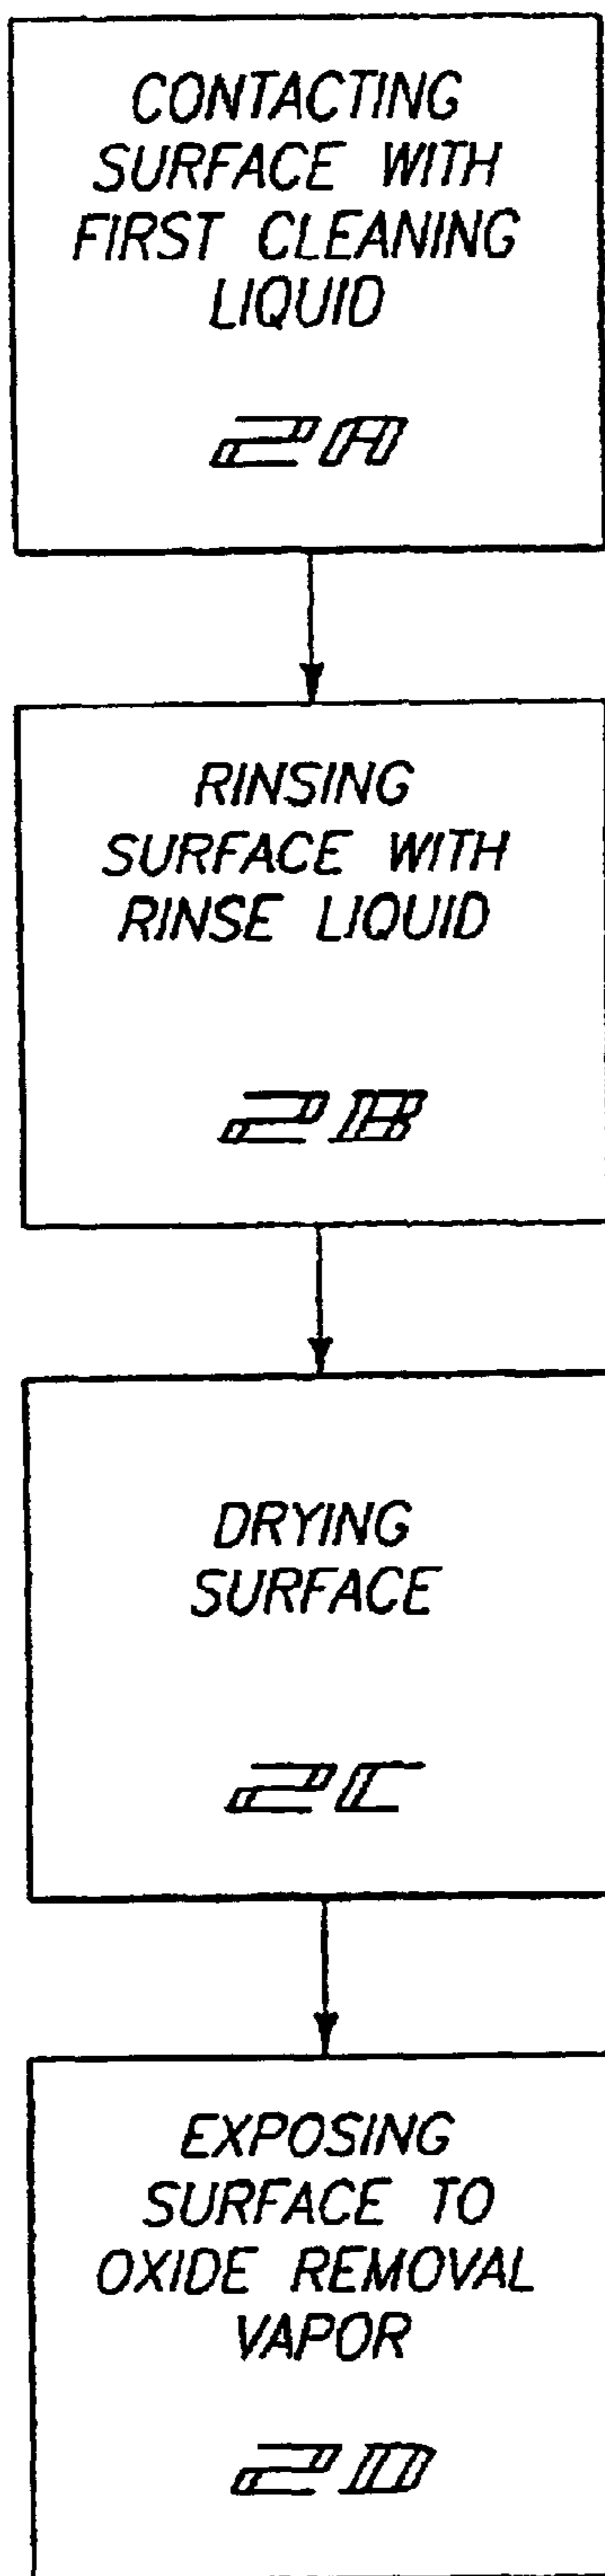 CONTACTING
SURFACE WITH
FIRST CLEANING
LIQUID
2A
RINSING
SURFACE WITH
RINSE LIQUID
2B
DRYING
SURFACE
2C
EXPOSING
SURFACE TO
OXIDE REMOVAL
VAPOR
2D